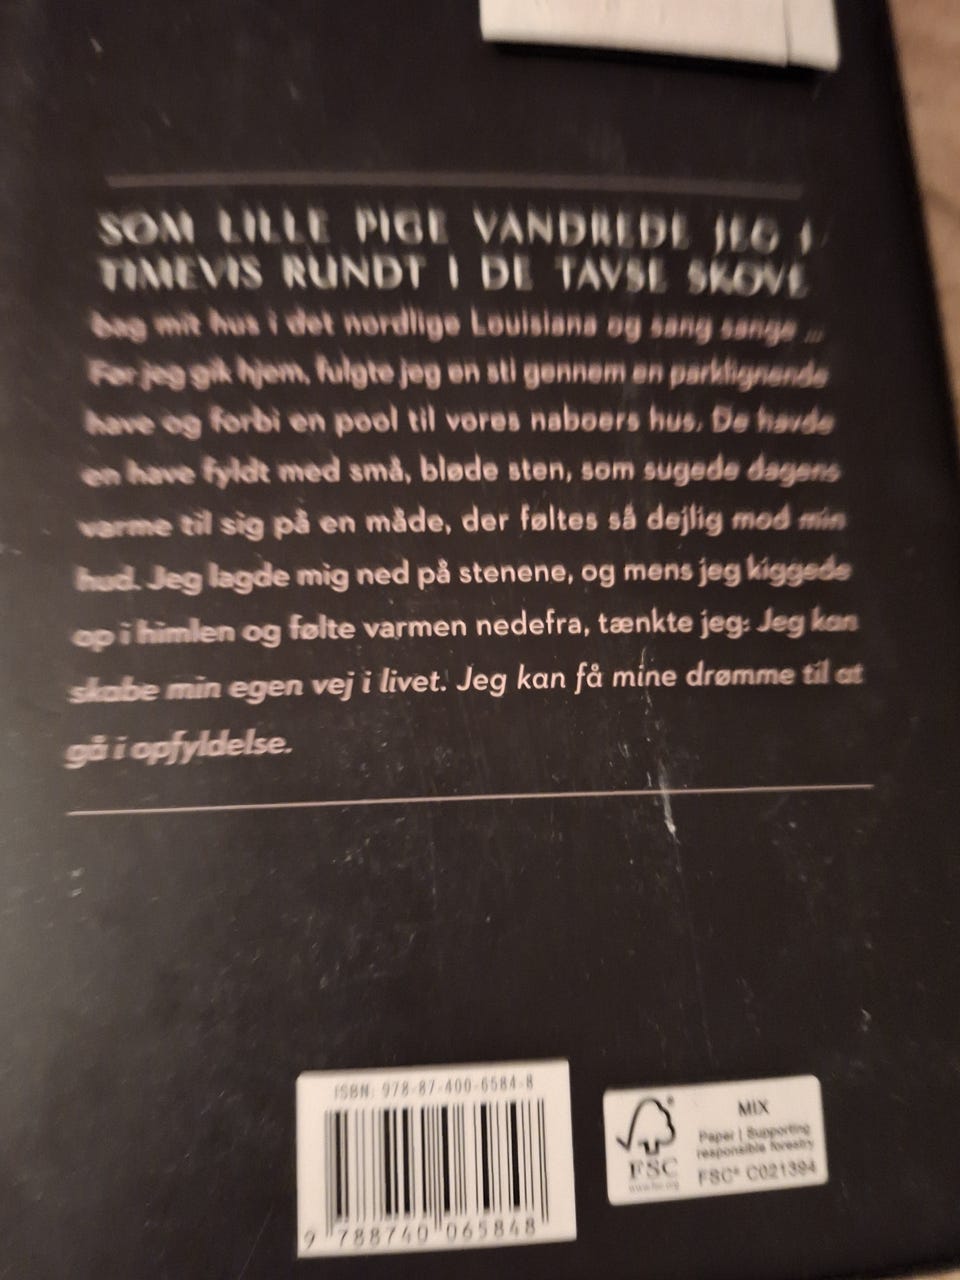 SOM LILLE PIGE VANDREDE JEG I
TIMEVIS RUNDT I DE TAVSE SKOVE
bag mit hus i det nordlige Louisiana og sang sange ...
Før jeg gik hjem, fulgte jeg en sti gennem en parklignende
have og forbi en pool til vores naboers hus. De havde
en have fyldt med små, bløde sten, som sugede dagens
varme til sig på en måde, der føltes så dejlig mod min
hud. Jeg lagde mig ned på stenene, og mens jeg kiggede
op i himlen og følte varmen nedefra, tænkte jeg: Jeg kan
skabe min egen vej i livet. Jeg kan få mine drømme til at
gå i opfyldelse.
ISBN: 978-87-400-6584-8
9 788740 065848
FSC®
www.fsc.org
MIX
Paper | Supporting
responsible forestry
FSC® C021394